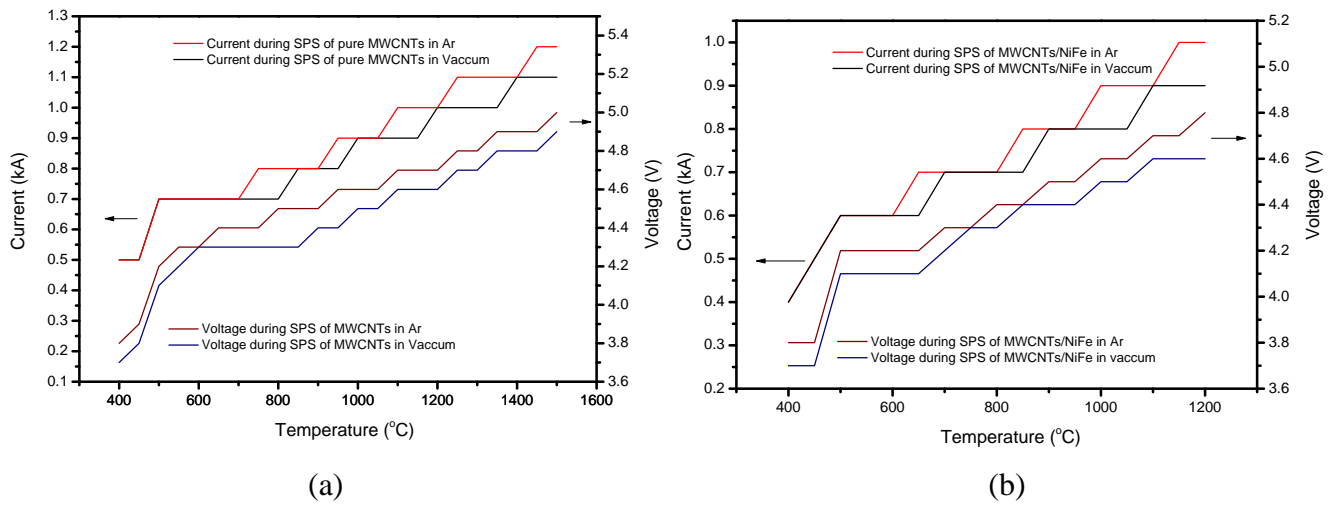 Current during SPS of pure MWCNTs in Ar
Current during SPS of pure MWCNTs in Vaccum
Voltage during SPS of MWCNTs in Ar
Voltage during SPS of MWCNTs in Vaccum
1.3
1.2
1.1
1.0
0.9
0.8
0.7
0.6
0.5
0.4
0.3
0.2
0.1
Current (kA)
5.4
5.2
5.0
4.8
4.6
4.4
4.2
4.0
3.8
3.6
Voltage (V)
400 600 800 1000 1200 1400 1600
Temperature (°C)
(a)
Current during SPS of MWCNTs/NiFe in Ar
Current during SPS of MWCNTs/NiFe in Vaccum
Voltage during SPS of MWCNTs/NiFe in Ar
Voltage during SPS of MWCNTs/NiFe in vaccum
1.0
0.9
0.8
0.7
0.6
0.5
0.4
0.3
0.2
Current (kA)
5.2
5.0
4.8
4.6
4.4
4.2
4.0
3.8
3.6
Voltage (V)
400 600 800 1000 1200
Temperature (°C)
(b)